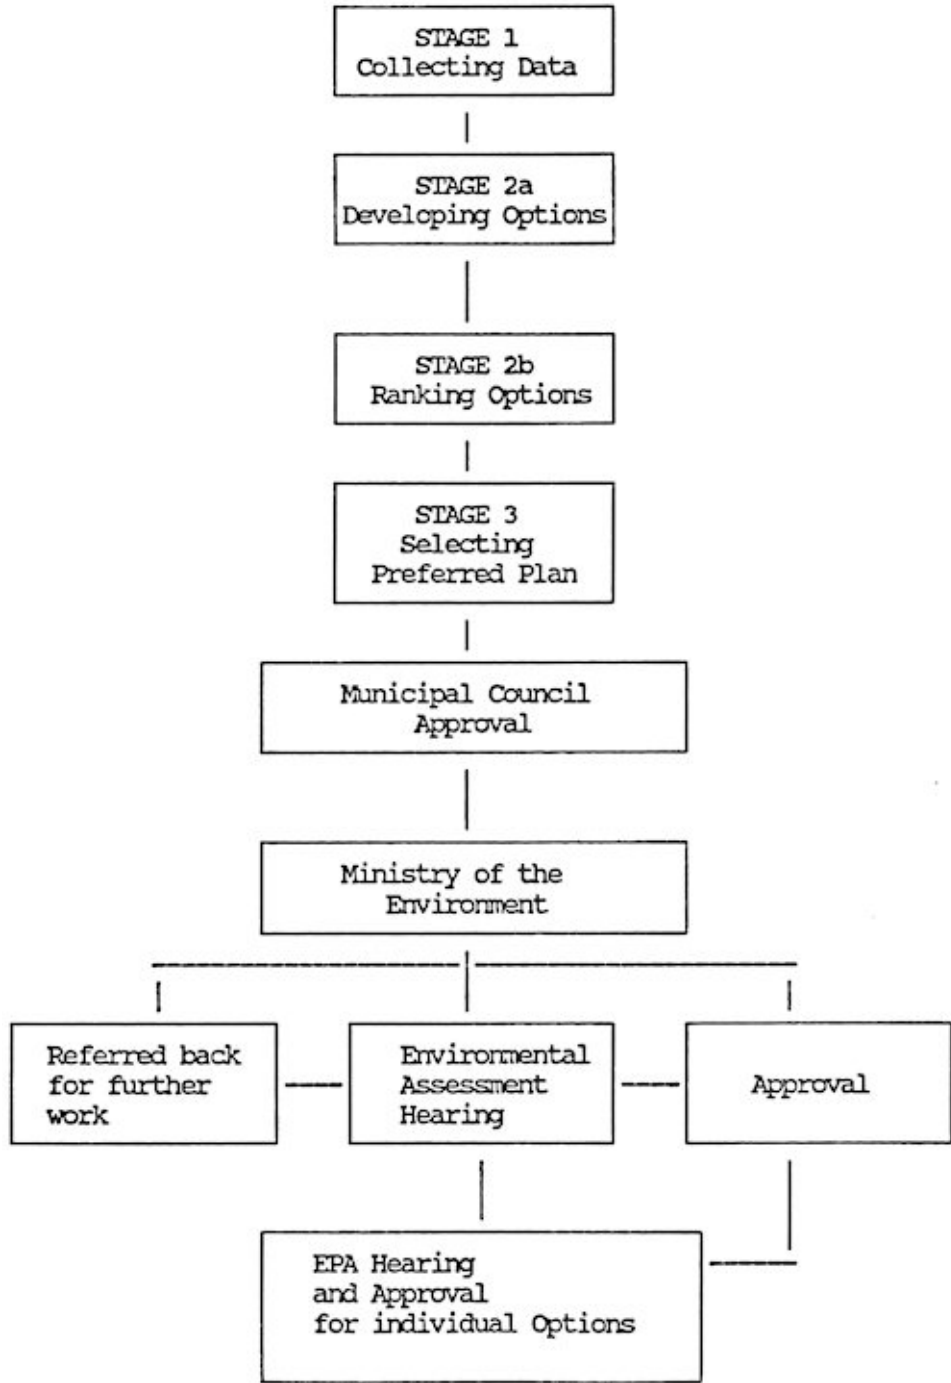 STAGE 1
Collecting Data
STAGE 2a
Developing Options
STAGE 2b
Ranking Options
STAGE 3
Selecting
Preferred Plan
Municipal Council
Approval
Ministry of the
Environment
Referred back
for further
work
Environmental
Assessment
Hearing
Approval
EPA Hearing
and Approval
for individual Options